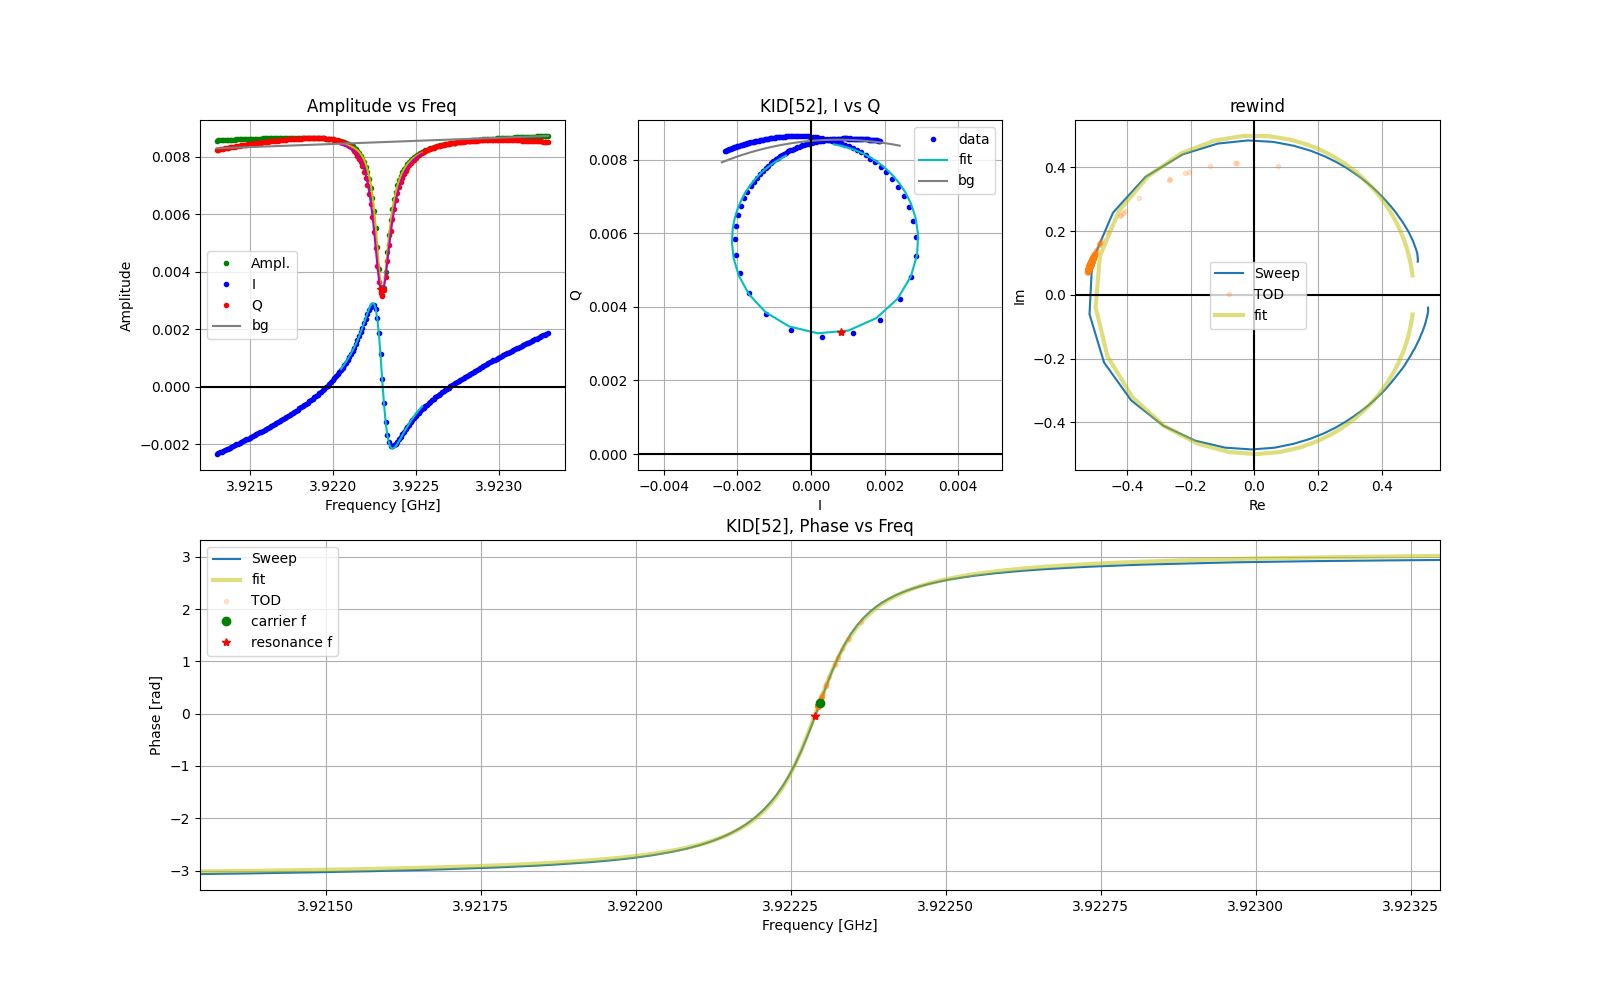 Amplitude vs Freq
0.008
0.006
0.004
0.002
0.000
−0.002
Amplitude
Ampl.
I
Q
bg
3.9215
3.9220
3.9225
3.9230
Frequency [GHz]
KID[52], I vs Q
0.008
0.006
0.004
0.002
0.000
Q
data
fit
bg
−0.004
−0.002
0.000
0.002
0.004
I
rewind
0.4
0.2
0.0
−0.2
−0.4
Im
Sweep
TOD
fit
−0.4
−0.2
0.0
0.2
0.4
Re
KID[52], Phase vs Freq
3
2
1
0
−1
−2
−3
Phase [rad]
Sweep
fit
TOD
carrier f
resonance f
3.92150
3.92175
3.92200
3.92225
3.92250
3.92275
3.92300
3.92325
Frequency [GHz]